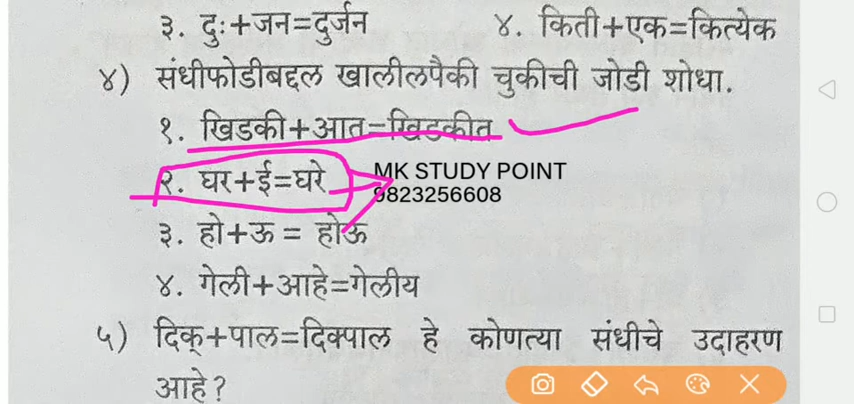 ३. दुः+जन=दुर्जन ४. किती+एक=कित्येक
४) संधीफोडीबद्दल खालीलपैकी चुकीची जोडी शोधा.
१. खिडकी+आत=खिडकीत
२. घर+ई=घरे
MK STUDY POINT
9823256608
३. हो+ऊ = होऊ
४. गेली+आहे=गेलीय
५) दिक्+पाल=दिक्पाल हे कोणत्या संधीचे उदाहरण
आहे?